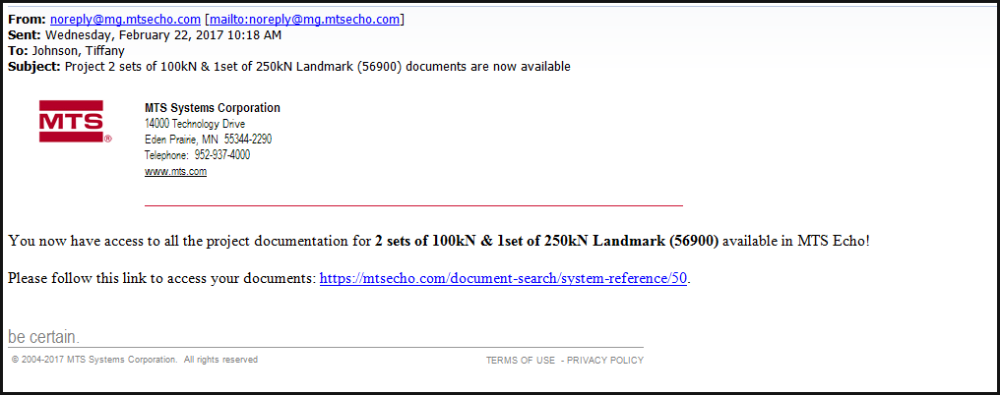 From: noreply@mg.mtsecho.com [mailto:noreply@mg.mtsecho.com]
Sent: Wednesday, February 22, 2017 10:18 AM
To: Johnson, Tiffany
Subject: Project 2 sets of 100kN & 1set of 250kN Landmark (56900) documents are now available
MTS®
MTS Systems Corporation
14000 Technology Drive
Eden Prairie, MN 55344-2290
Telephone: 952-937-4000
www.mts.com
You now have access to all the project documentation for 2 sets of 100kN & 1set of 250kN Landmark (56900) available in MTS Echo!
Please follow this link to access your documents: https://mtsecho.com/document-search/system-reference/50.
be certain.
© 2004-2017 MTS Systems Corporation. All rights reserved TERMS OF USE - PRIVACY POLICY